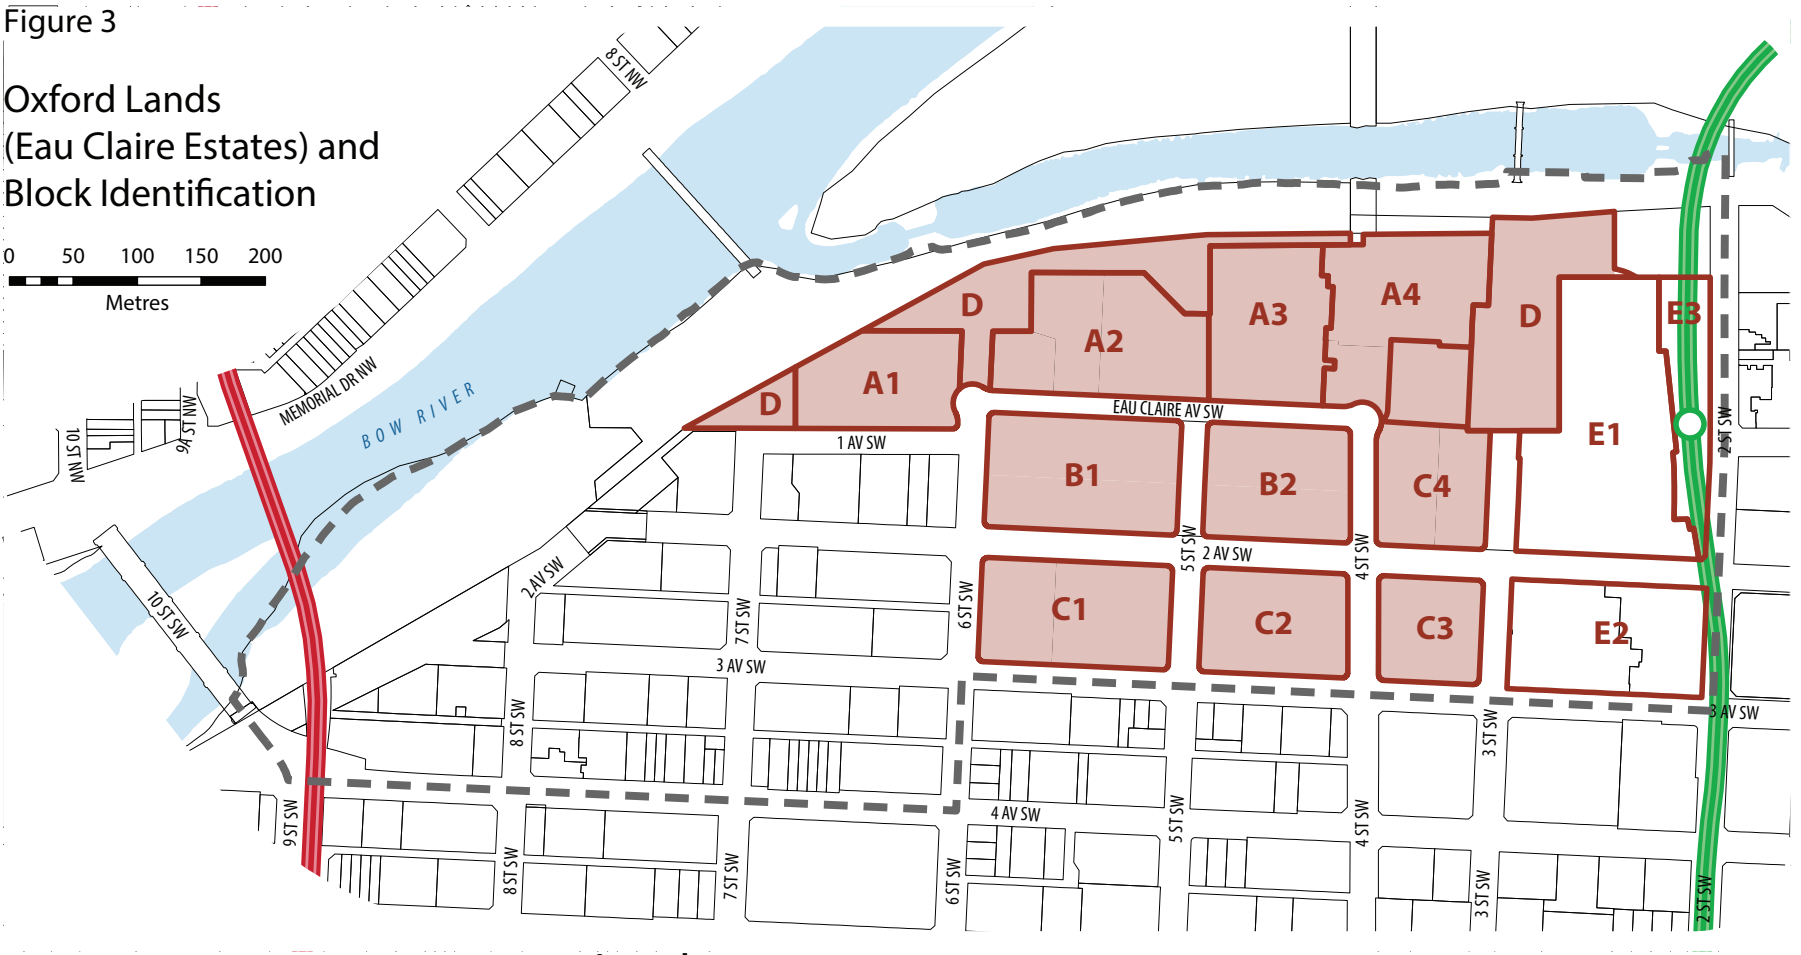 Figure 3
Oxford Lands
(Eau Claire Estates) and
Block Identification
0 50 100 150 200
Metres
8 ST NW
MEMORIAL DR NW
BOW RIVER
9A ST NW
10 ST NW
10 ST SW
D
A1
D
A2
A3
A4
D
E3
E1
EAU CLAIRE AV SW
1 AV SW
B1
B2
C4
2 ST SW
5 ST SW
2 AV SW
4 ST SW
2 AV SW
6 ST SW
7 ST SW
C1
C2
C3
E2
3 AV SW
3 AV SW
8 ST SW
3 ST SW
9 ST SW
4 AV SW
5 ST SW
4 ST SW
8 ST SW
7 ST SW
6 ST SW
3 ST SW
2 ST SW